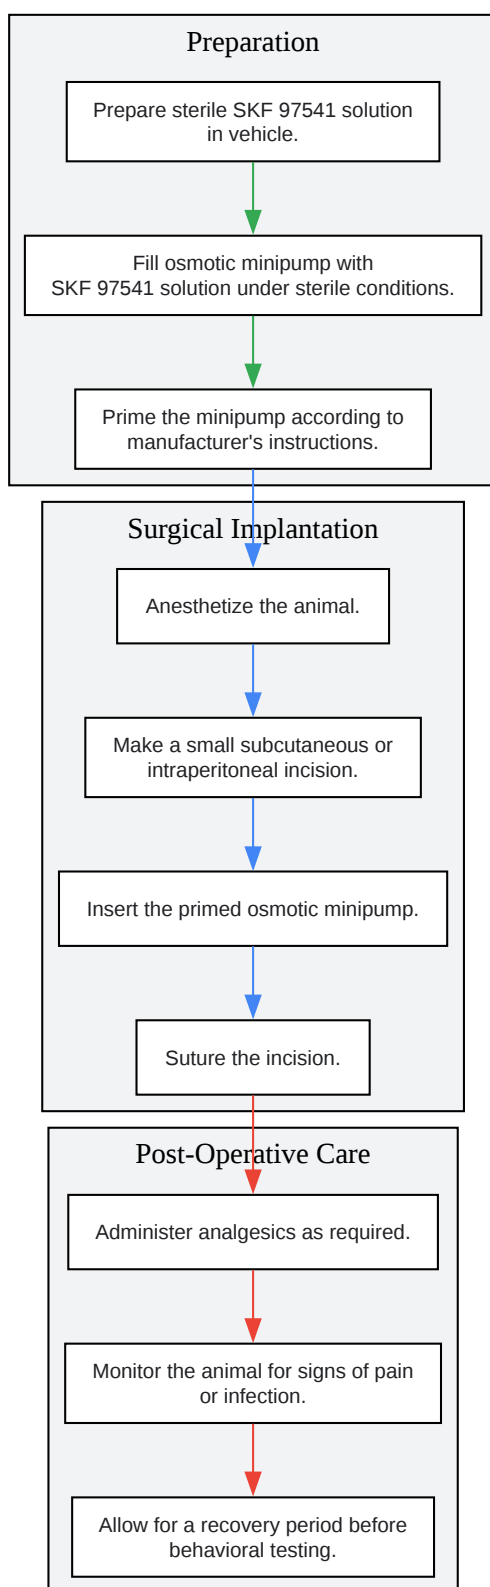 Preparation
Prepare sterile SKF 97541 solution
in vehicle.
Fill osmotic minipump with
SKF 97541 solution under sterile conditions.
Prime the minipump according to
manufacturer's instructions.
Surgical Implantation
Anesthetize the animal.
Make a small subcutaneous or
intraperitoneal incision.
Insert the primed osmotic minipump.
Suture the incision.
Post-Operative Care
Administer analgesics as required.
Monitor the animal for signs of pain
or infection.
Allow for a recovery period before
behavioral testing.